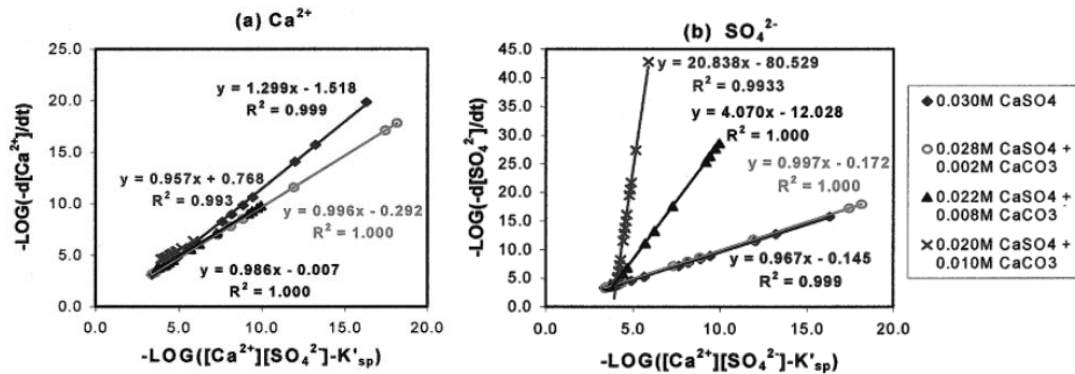 (a) Ca²⁺
-LOG(-d[Ca²⁺]/dt)
25.0
20.0
15.0
10.0
5.0
0.0
y = 1.299x - 1.518
R² = 0.999
y = 0.957x + 0.768
R² = 0.993
y = 0.996x - 0.292
R² = 1.000
y = 0.986x - 0.007
R² = 1.000
0.0 5.0 10.0 15.0 20.0
-LOG([Ca²⁺][SO₄²⁻]-K'sp)
(b) SO₄²⁻
-LOG(-d[SO₄²⁻]/dt)
45.0
40.0
35.0
30.0
25.0
20.0
15.0
10.0
5.0
0.0
y = 20.838x - 80.529
R² = 0.9933
y = 4.070x - 12.028
R² = 1.000
y = 0.997x - 0.172
R² = 1.000
y = 0.967x - 0.145
R² = 0.999
0.0 5.0 10.0 15.0 20.0
-LOG([Ca²⁺][SO₄²⁻]-K'sp)
0.030M CaSO4
0.028M CaSO4 +
0.002M CaCO3
0.022M CaSO4 +
0.008M CaCO3
0.020M CaSO4 +
0.010M CaCO3